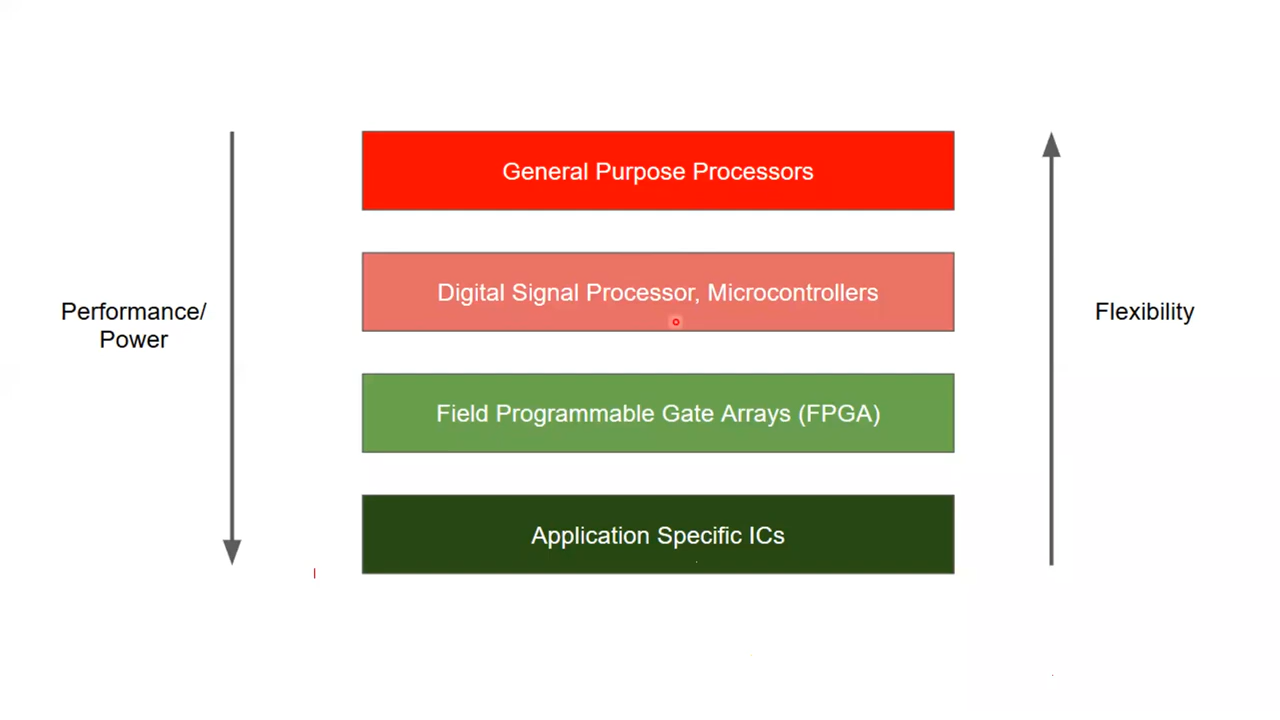 General Purpose Processors
Digital Signal Processor, Microcontrollers
Performance/
Power
Flexibility
Field Programmable Gate Arrays (FPGA)
Application Specific ICs